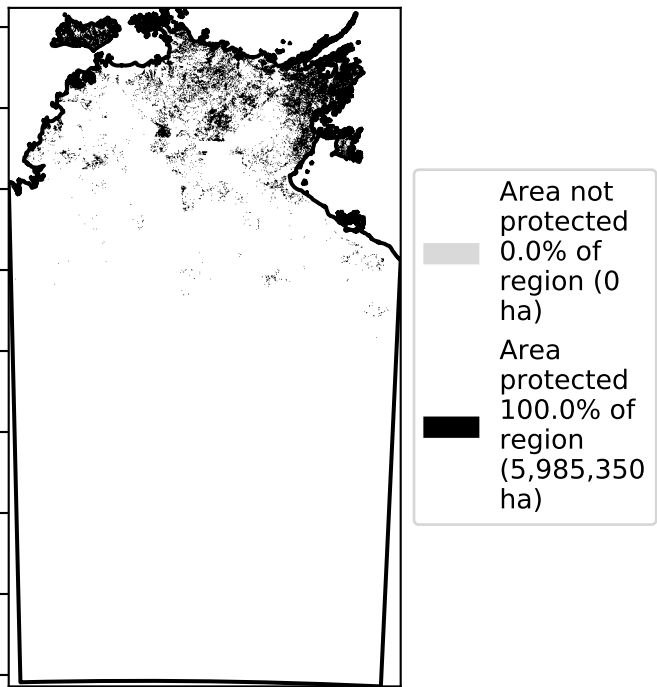 Area not
protected
0.0% of
region (0
ha)
Area
protected
100.0% of
region
(5,985,350
ha)